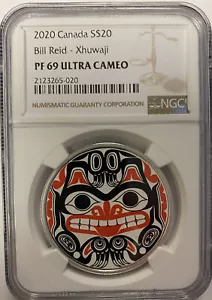 2020 Canada S$20
Bill Reid - Xhuwaji
PF 69 ULTRA CAMEO
2123265-020
NUMISMATIC GUARANTY CORPORATION
NGC